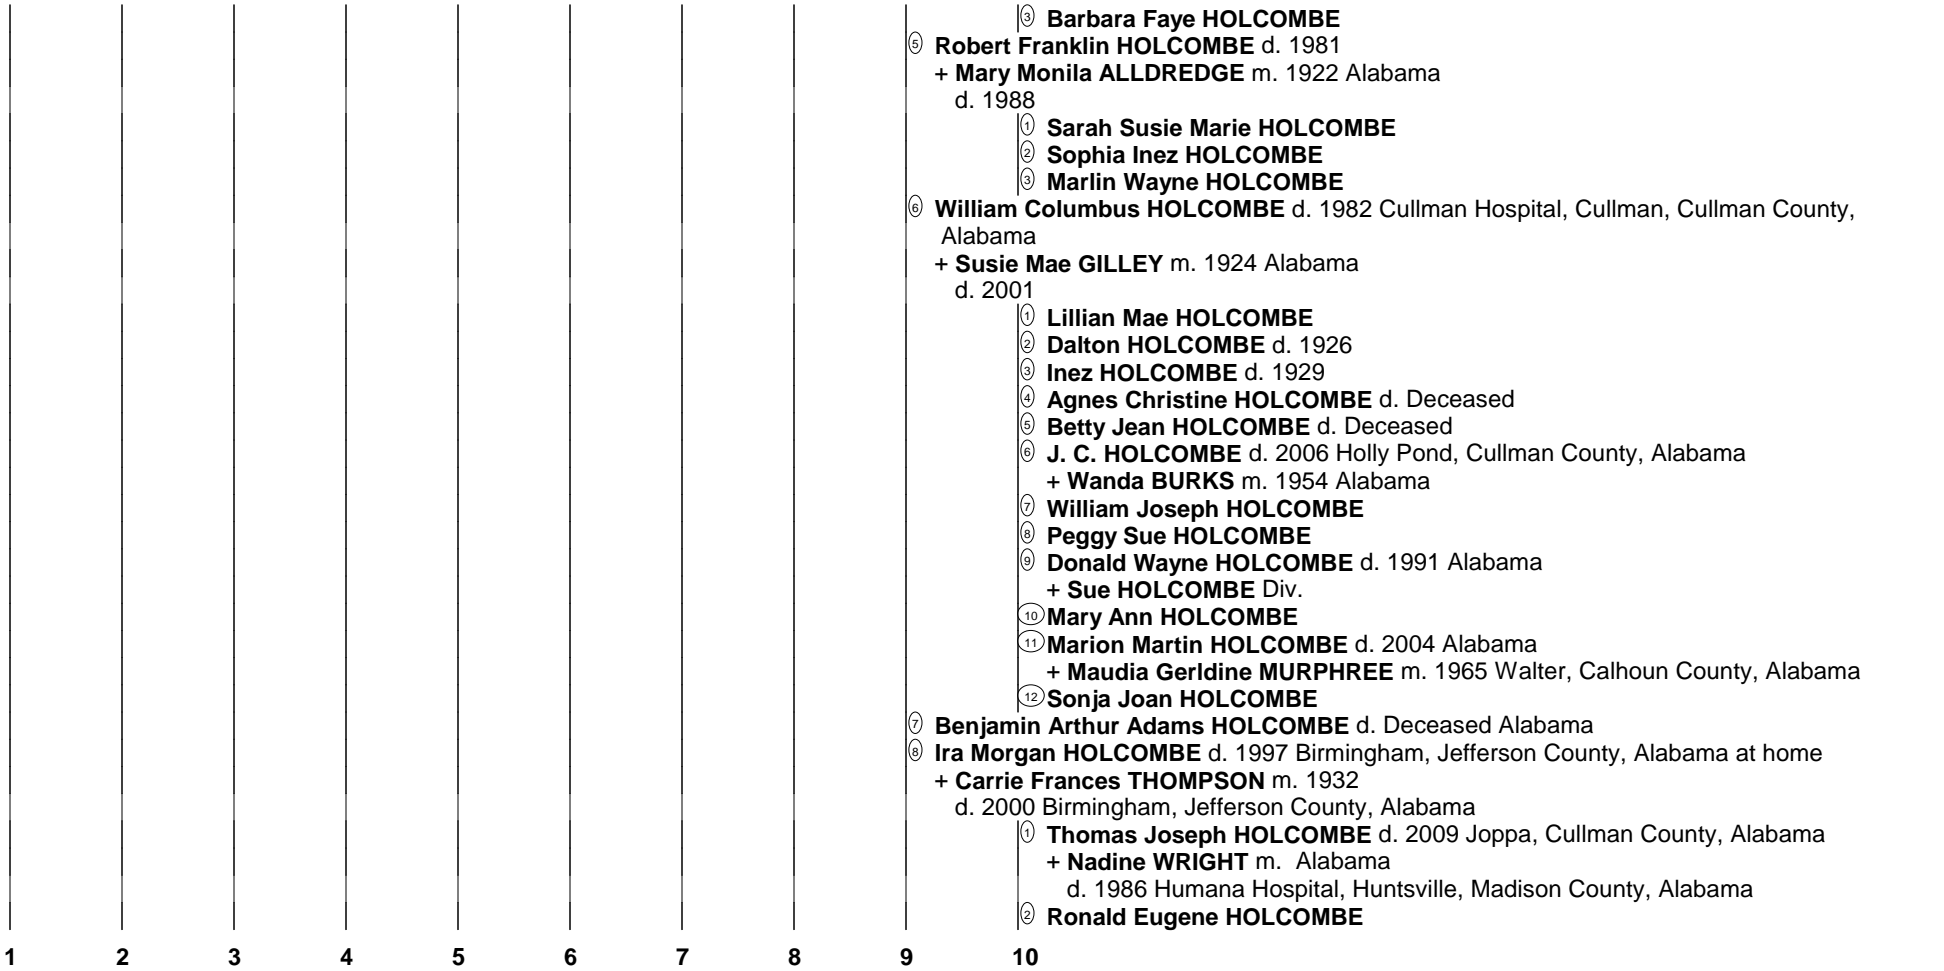 3 Barbara Faye HOLCOMBE
5 Robert Franklin HOLCOMBE d. 1981
+ Mary Monila ALLDREDGE m. 1922 Alabama
d. 1988
1 Sarah Susie Marie HOLCOMBE
2 Sophia Inez HOLCOMBE
3 Marlin Wayne HOLCOMBE
6 William Columbus HOLCOMBE d. 1982 Cullman Hospital, Cullman, Cullman County,
Alabama
+ Susie Mae GILLEY m. 1924 Alabama
d. 2001
1 Lillian Mae HOLCOMBE
2 Dalton HOLCOMBE d. 1926
3 Inez HOLCOMBE d. 1929
4 Agnes Christine HOLCOMBE d. Deceased
5 Betty Jean HOLCOMBE d. Deceased
6 J. C. HOLCOMBE d. 2006 Holly Pond, Cullman County, Alabama
+ Wanda BURKS m. 1954 Alabama
7 William Joseph HOLCOMBE
8 Peggy Sue HOLCOMBE
9 Donald Wayne HOLCOMBE d. 1991 Alabama
+ Sue HOLCOMBE Div.
10 Mary Ann HOLCOMBE
11 Marion Martin HOLCOMBE d. 2004 Alabama
+ Maudia Gerldine MURPHREE m. 1965 Walter, Calhoun County, Alabama
12 Sonja Joan HOLCOMBE
7 Benjamin Arthur Adams HOLCOMBE d. Deceased Alabama
8 Ira Morgan HOLCOMBE d. 1997 Birmingham, Jefferson County, Alabama at home
+ Carrie Frances THOMPSON m. 1932
d. 2000 Birmingham, Jefferson County, Alabama
1 Thomas Joseph HOLCOMBE d. 2009 Joppa, Cullman County, Alabama
+ Nadine WRIGHT m. Alabama
d. 1986 Humana Hospital, Huntsville, Madison County, Alabama
2 Ronald Eugene HOLCOMBE
1 2 3 4 5 6 7 8 9 10